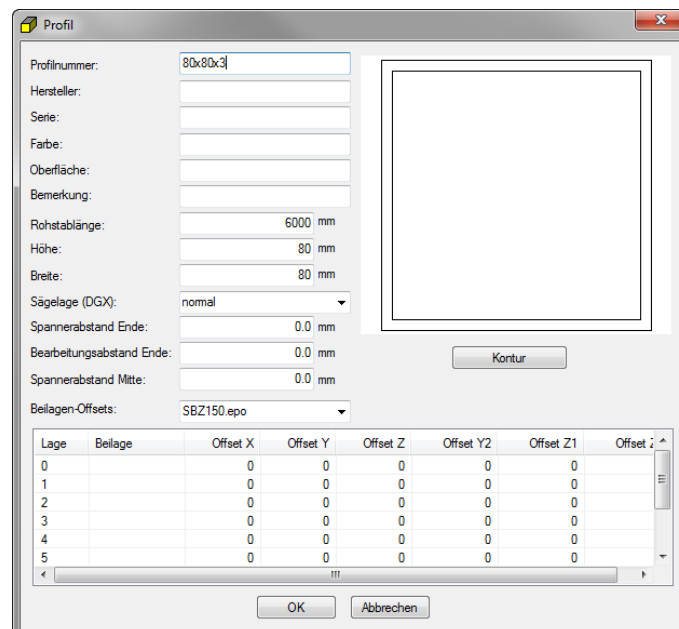 Profil
Profilnummer: 80x80x3
Hersteller:
Serie:
Farbe:
Oberfläche:
Bemerkung:
Rohstablänge: 6000 mm
Höhe: 80 mm
Breite: 80 mm
Sägelage (DGX): normal
Spannerabstand Ende: 0.0 mm
Bearbeitungsabstand Ende: 0.0 mm
Kontur
Spannerabstand Mitte: 0.0 mm
Beilagen-Offsets: SBZ150.epo
Lage Beilage Offset X Offset Y Offset Z Offset Y2 Offset Z1 Offset
0 0 0 0 0 0
1 0 0 0 0 0
2 0 0 0 0 0
3 0 0 0 0 0
4 0 0 0 0 0
5 0 0 0 0 0
OK Abbrechen